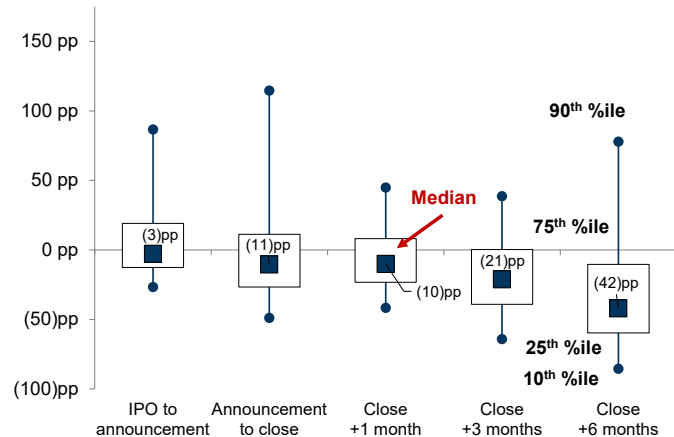 150 pp
100 pp
50 pp
0 pp
(50)pp
(100)pp
90th %ile
Median
75th %ile
(3)pp
(11)pp
(10)pp
(21)pp
(42)pp
25th %ile
10th %ile
IPO to
announcement
Announcement
to close
Close
+1 month
Close
+3 months
Close
+6 months